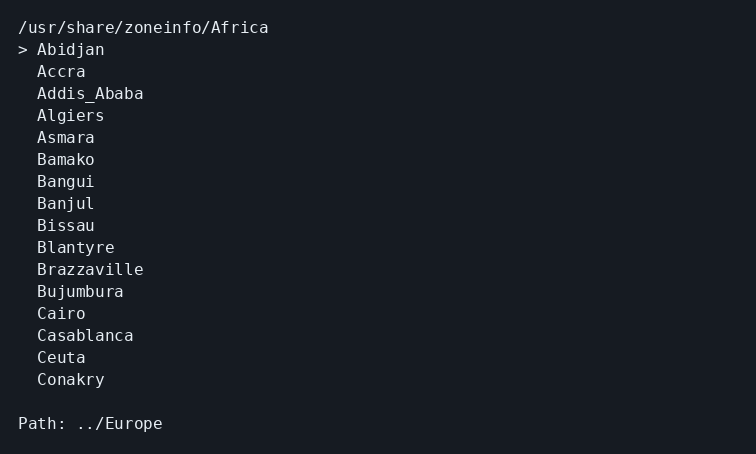 /usr/share/zoneinfo/Africa
> Abidjan
  Accra
  Addis_Ababa
  Algiers
  Asmara
  Bamako
  Bangui
  Banjul
  Bissau
  Blantyre
  Brazzaville
  Bujumbura
  Cairo
  Casablanca
  Ceuta
  Conakry

Path: ../Europe